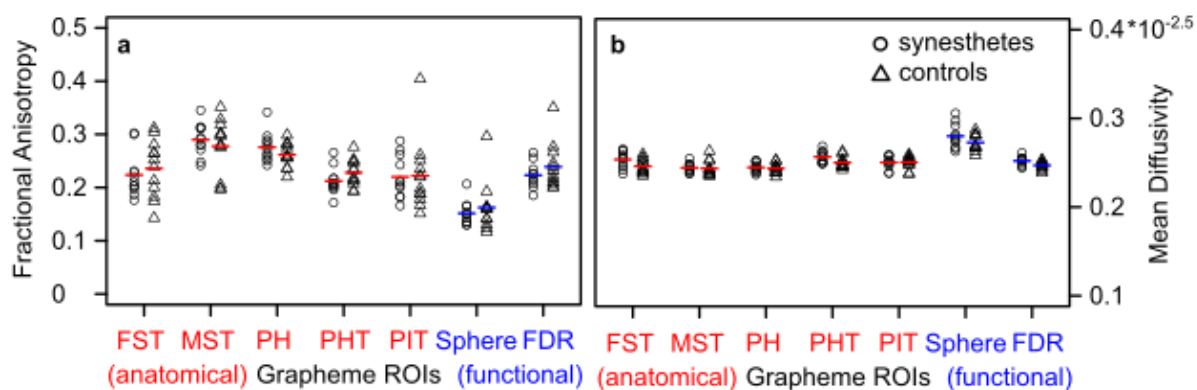 a
Fractional Anisotropy
0.5
0.4
0.3
0.2
0.1
0
FST MST PH PHT PIT Sphere FDR
(anatomical) Grapheme ROIs (functional)
b
synesthetes
controls
0.4*10-2.5
0.3
0.2
0.1
Mean Diffusivity
FST MST PH PHT PIT Sphere FDR
(anatomical) Grapheme ROIs (functional)